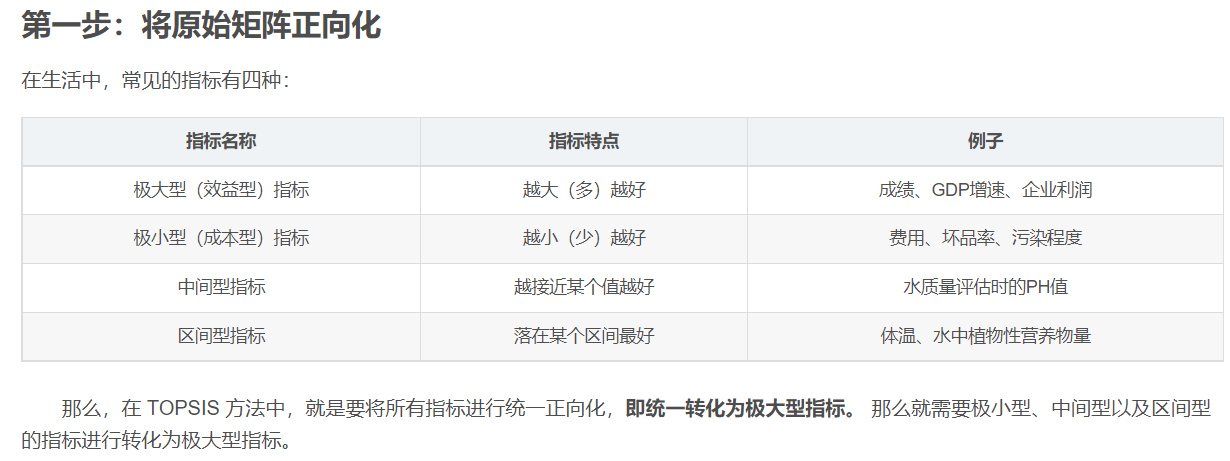 第一步：将原始矩阵正向化
在生活中，常见的指标有四种：
指标名称 指标特点 例子
极大型（效益型）指标 越大（多）越好 成绩、GDP增速、企业利润
极小型（成本型）指标 越小（少）越好 费用、坏品率、污染程度
中间型指标 越接近某个值越好 水质量评估时的PH值
区间型指标 落在某个区间最好 体温、水中植物性营养物量
那么，在 TOPSIS 方法中，就是要将所有指标进行统一正向化，即统一转化为极大型指标。 那么就需要极小型、中间型以及区间型
的指标进行转化为极大型指标。